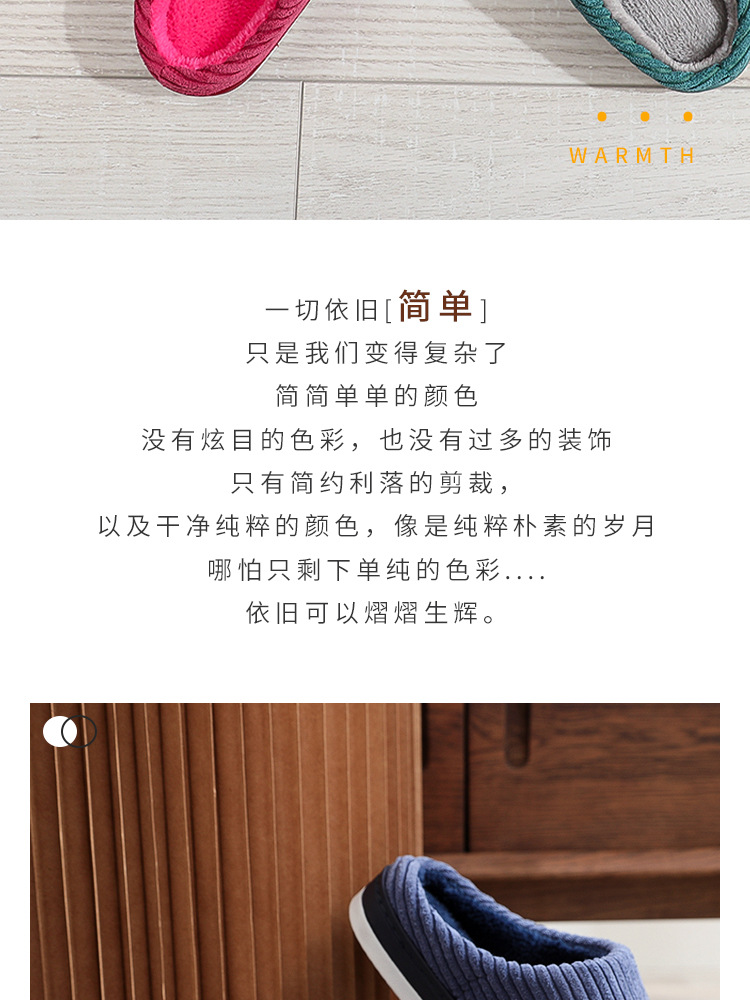 WARMTH
一切依旧[简单]
只是我们变得复杂了
简简单单的颜色
没有炫目的色彩，也没有过多的装饰
只有简约利落的剪裁，
以及干净纯粹的颜色，像是纯粹朴素的岁月
哪怕只剩下单纯的色彩....
依旧可以熠熠生辉。